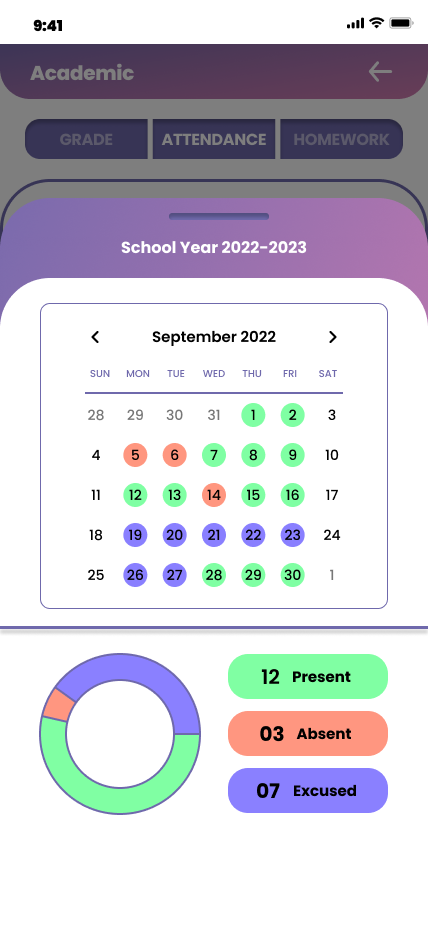 9:41
Academic
GRADE ATTENDANCE HOMEWORK
School Year 2022-2023
September 2022
SUN MON TUE WED THU FRI SAT
28 29 30 31 1 2 3
4 5 6 7 8 9 10
11 12 13 14 15 16 17
18 19 20 21 22 23 24
25 26 27 28 29 30 1
12 Present
03 Absent
07 Excused